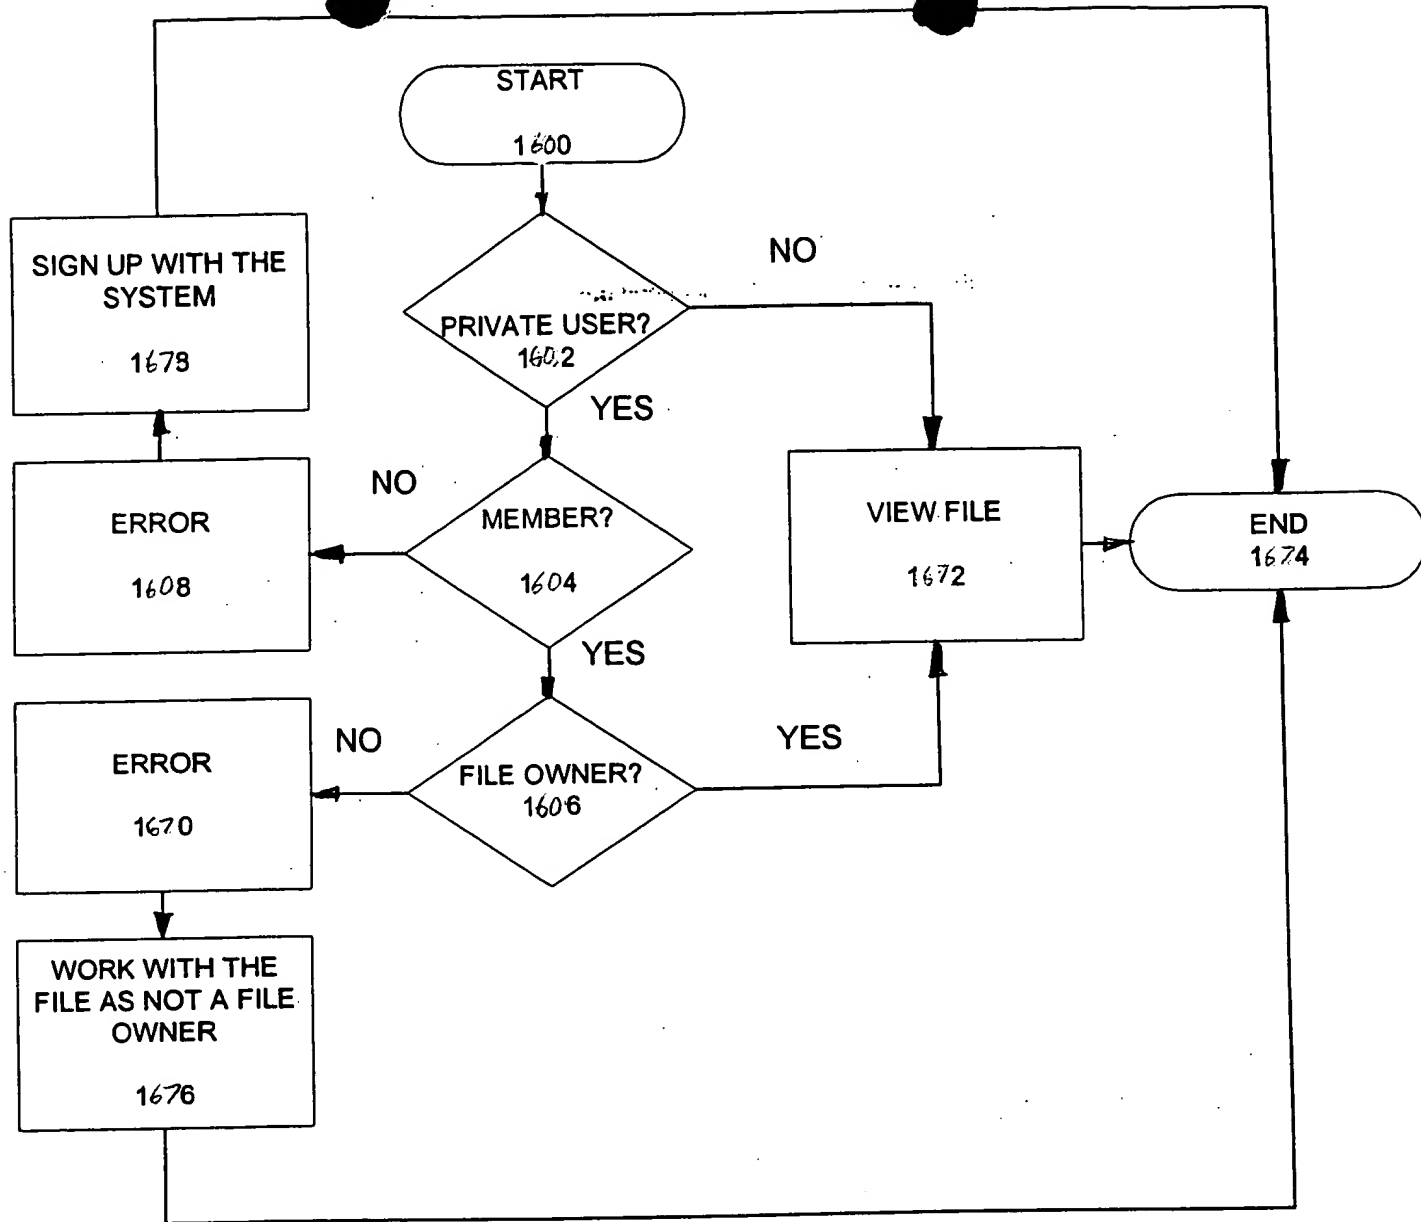 START
1600
NO
SIGN UP WITH THE
SYSTEM
1678
PRIVATE USER?
1602
YES
NO
MEMBER?
1604
ERROR
1608
VIEW FILE
1672
END
1674
YES
NO
YES
FILE OWNER?
1606
ERROR
1670
WORK WITH THE
FILE AS NOT A FILE
OWNER
1676